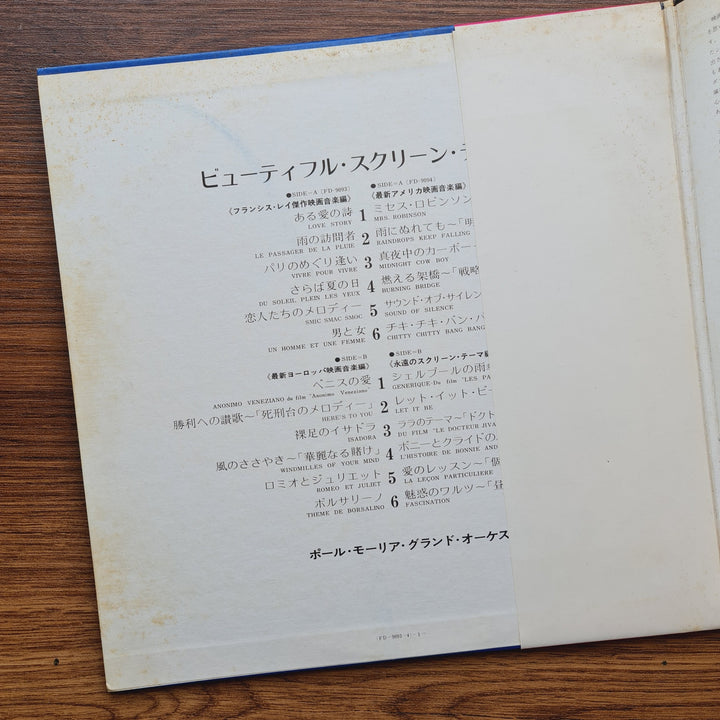 ビューティフル・スクリーン・テ
●SIDE=A〔FD-9093〕
《フランシス・レイ傑作映画音楽編》
ある愛の詩 1
LOVE STORY
雨の訪問者 2
LE PASSAGER DE LA PLUIE
パリのめぐり逢い 3
VIVRE POUR VIVRE
さらば夏の日 4
DU SOLEIL PLEIN LES YEUX
恋人たちのメロディー 5
SMIC SMAC SMOC
男と女 6
UN HOMME ET UNE FEMME
●SIDE=A〔FD-9094〕
《最新アメリカ映画音楽編》
ミセス・ロビンソン
MRS. ROBINSON
雨にぬれても~「明
RAINDROPS KEEP FALLING
真夜中のカーボー
MIDNIGHT COW BOY
燃える架橋~「戦略
BURNING BRIDGE
サウンド・オブ・サイレン
SOUND OF SILENCE
チキ・チキ・バン・バ
CHITTY CHITTY BANG BANG
●SIDE=B
《最新ヨーロッパ映画音楽編》
ベニスの愛 1
ANONIMO VENEZIANO du film "Anonimo Veneziano"
勝利への讃歌~「死刑台のメロディー」 2
HERE'S TO YOU
裸足のイサドラ 3
ISADORA
風のささやき~「華麗なる賭け」 4
WINDMILLES OF YOUR MIND
ロミオとジュリエット 5
ROMEO ET JULIET
ボルサリーノ 6
THEME DE BORSALINO
●SIDE=B
《永遠のスクリーン・テーマ編
シェルブールの雨
GENERIQUE-Du film "LES PA
レット・イット・ビー
LET IT BE
ララのテーマ~「ドクト
DU FILM "LE DOCTEUR JIVA
ボニーとクライドの
L'HISTOIRE DE BONNIE AND
愛のレッスン~「個
LA LEÇON PARTICULIERE
魅惑のワルツ~「昼
FASCINATION
ポール・モーリア・グランド・オーケス
(FD-9093・4)-1-